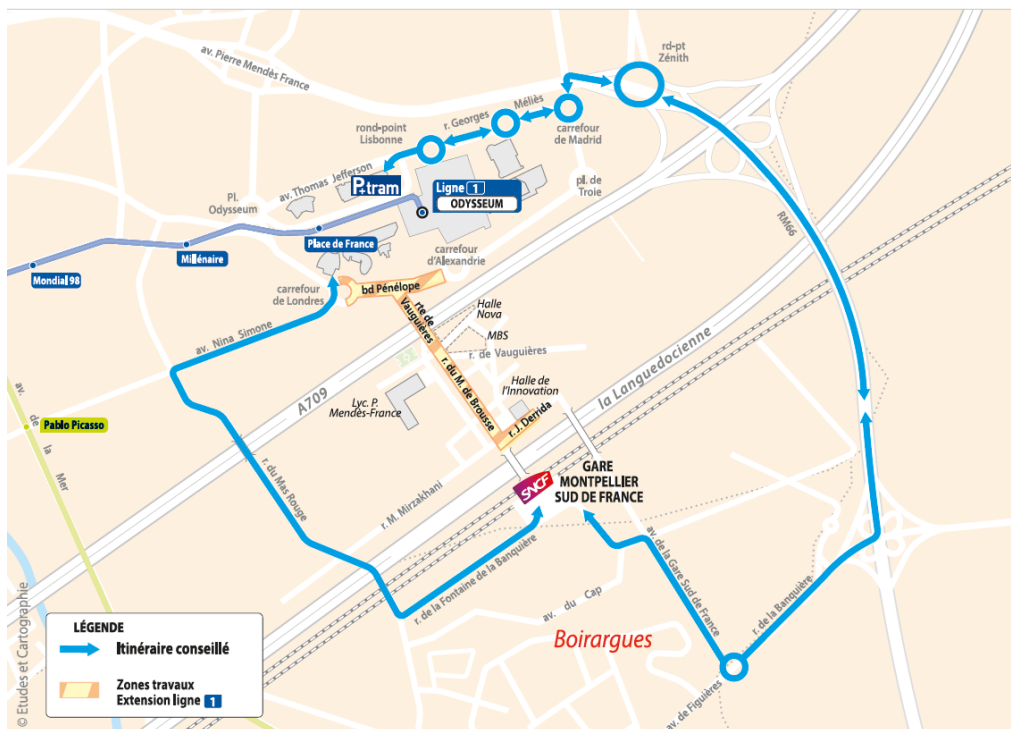 av. Pierre Mendès France
rd-pt
Zénith
r. Georges
Méliès
rond-point
Lisbonne
carrefour
de Madrid
av. Thomas Jefferson
P.tram
Ligne 1
ODYSSEUM
pl. de
Troie
Pl.
Odysseum
RM66
Place de France
Millénaire
Mondial 98
carrefour
d'Alexandrie
carrefour
de Londres
bd Pénélope
rte de
Vauguières
Halle
Nova
MBS
av. Nina Simone
r. de Vauguières
A709
la Languedocienne
r. du M. de Brousse
Lyc. P.
Mendès-France
Halle de
l'Innovation
r. J. Derrida
av. de la Mer
Pablo Picasso
r. du Mas Rouge
SNCF
GARE
MONTPELLIER
SUD DE FRANCE
r. M. Mirzakhani
r. de la Fontaine de la Banquière
av. de la Gare Sud de France
av. du Cap
r. de la Banquière
Boirargues
av. de Figuières
LÉGENDE
Itinéraire conseillé
Zones travaux
Extension ligne 1
© Etudes et Cartographie